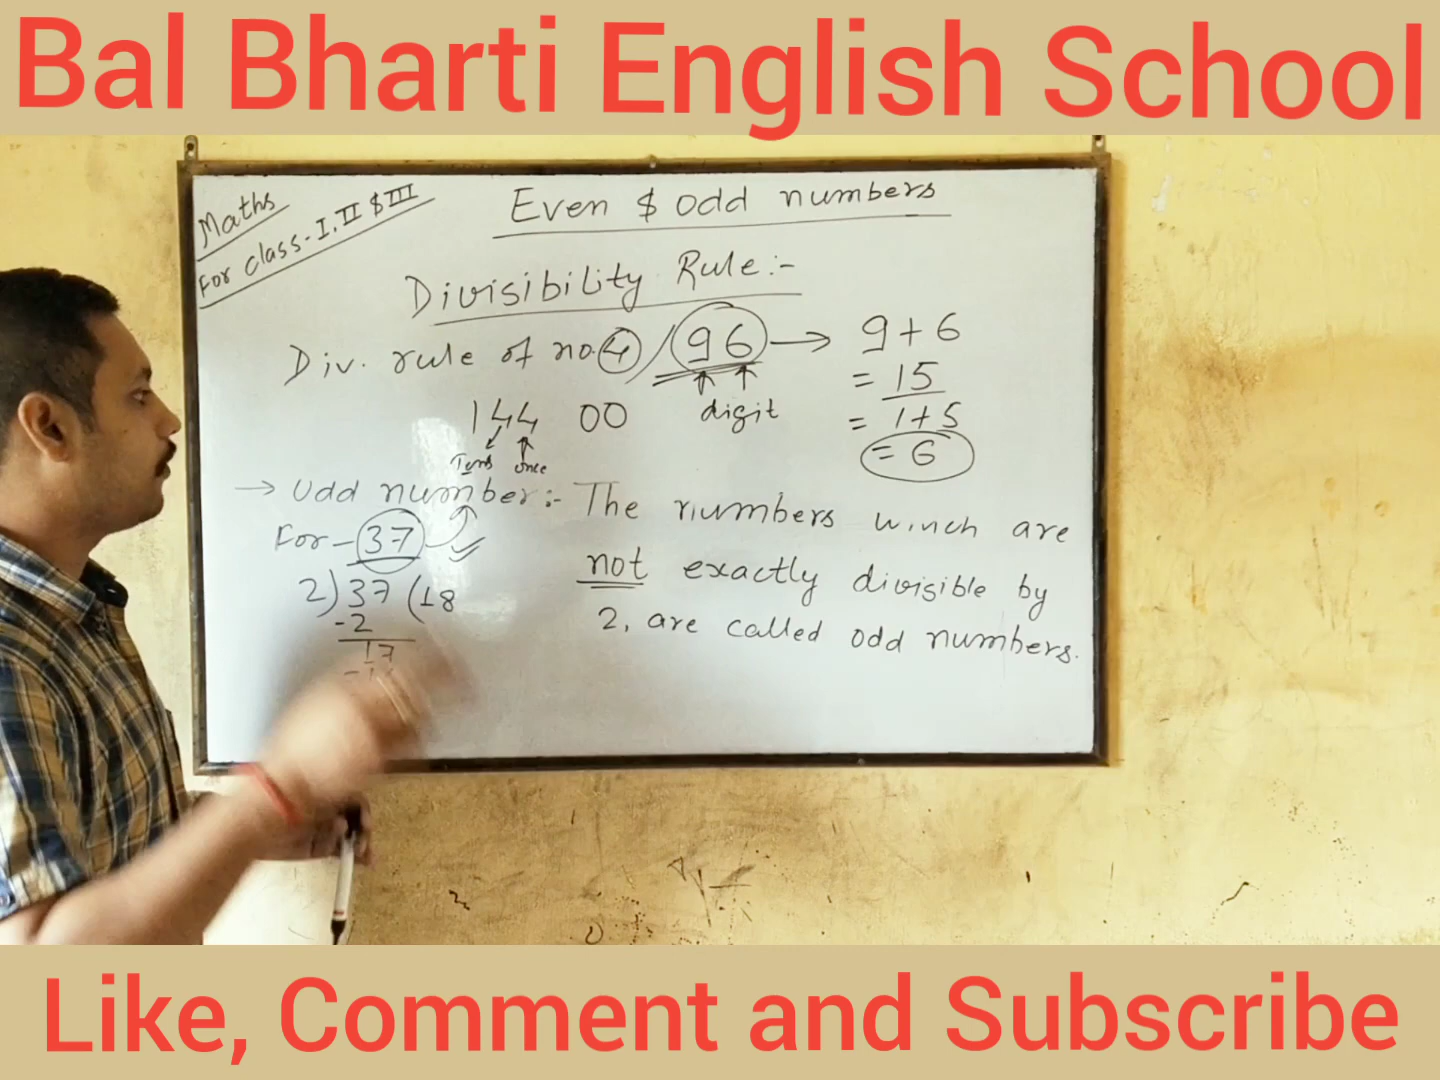 Bal Bharti English School
Maths
For class-I, II & III
Even & odd numbers
Divisibility Rule:-
Div. rule of no. 4 / 96 → 9+6
= 15
144 00 digit = 1+5
= 6
Tens once
→ Odd number:- The numbers which are
For - 37 not exactly divisible by
2) 37 (18 2, are called odd numbers.
-2
17
Like, Comment and Subscribe